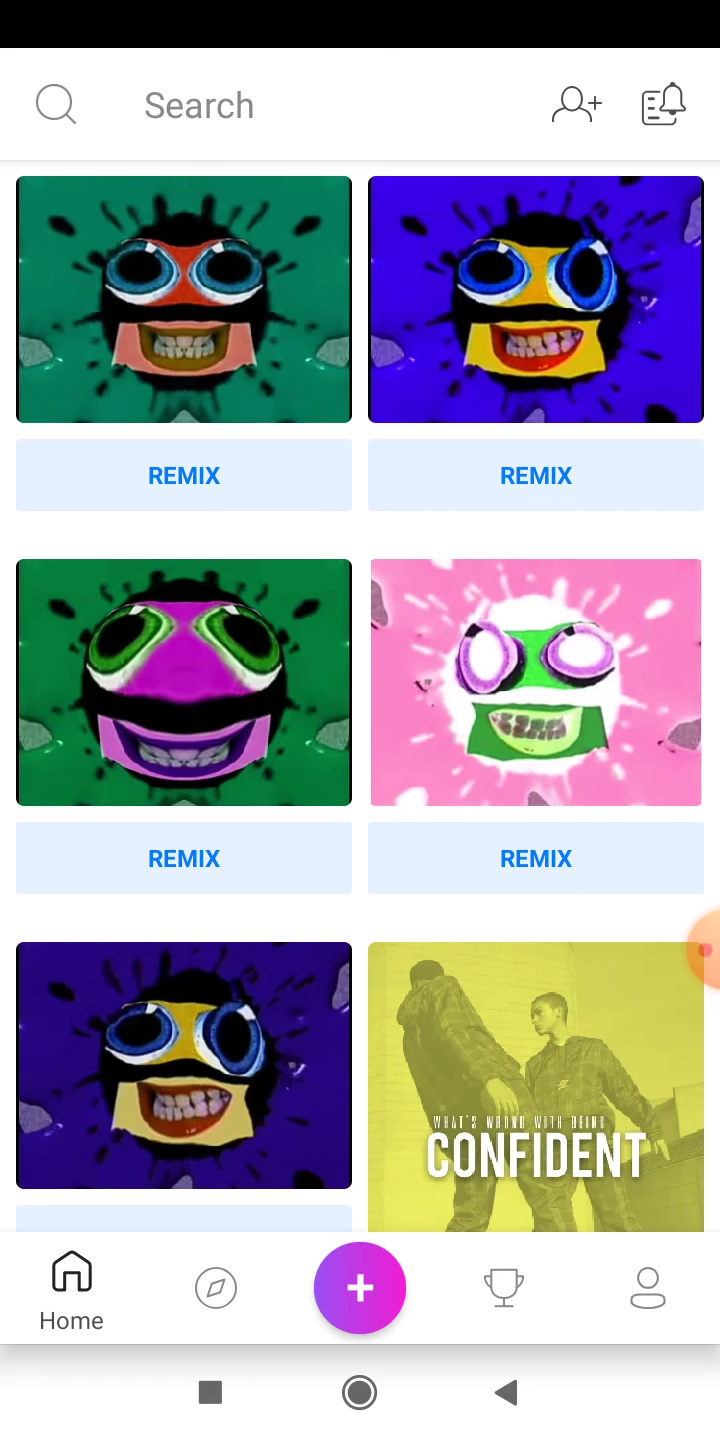 Search
REMIX
REMIX
REMIX
REMIX
WHAT'S WRONG WITH BEING
CONFIDENT
Home